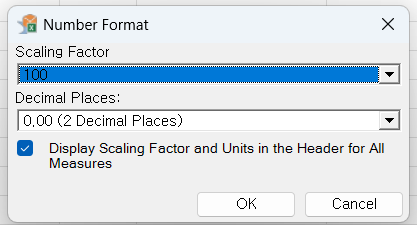 Number Format
Scaling Factor
100
Decimal Places:
0,00 (2 Decimal Places)
Display Scaling Factor and Units in the Header for All
Measures
OK
Cancel